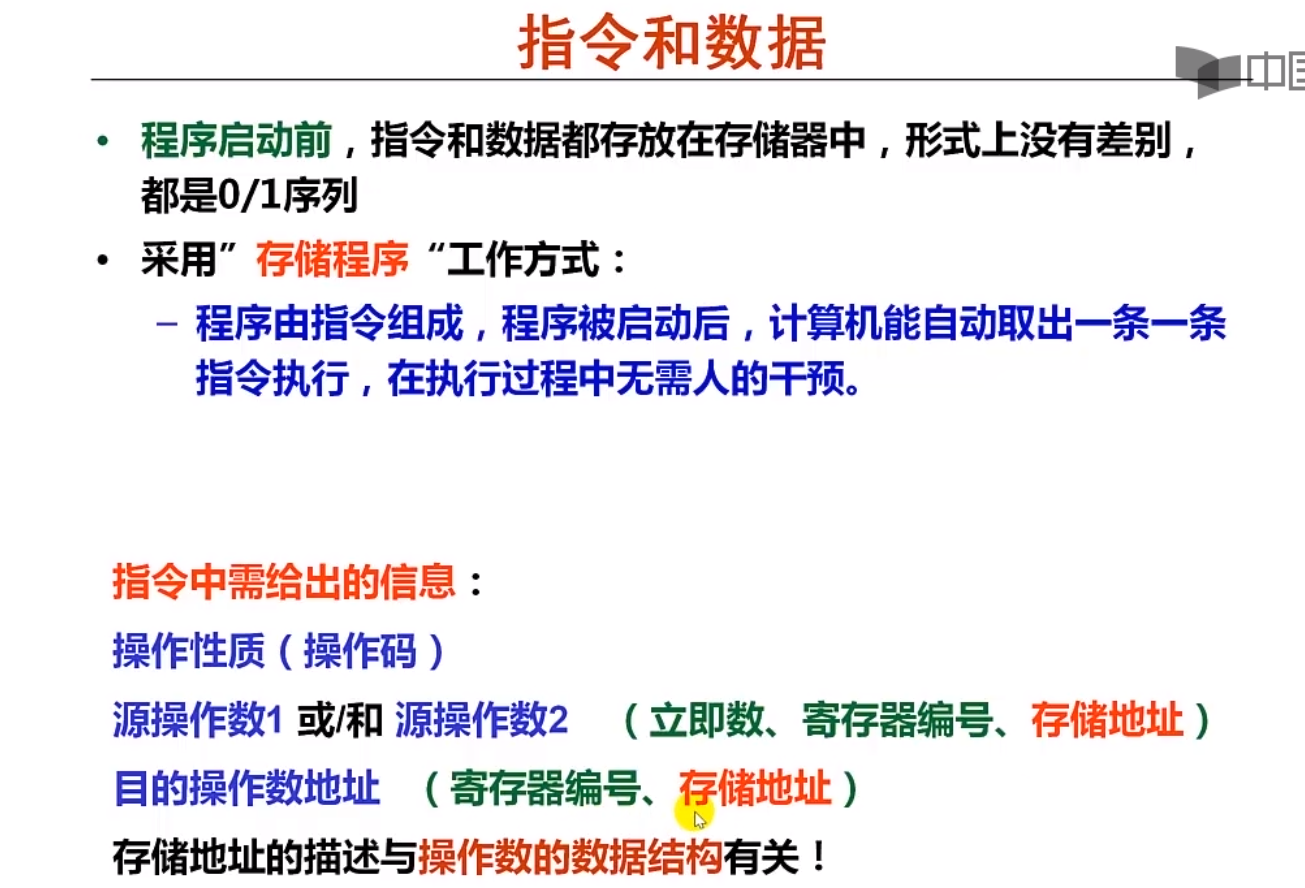 指令和数据
中国
• 程序启动前，指令和数据都存放在存储器中，形式上没有差别，
都是0/1序列
• 采用”存储程序“工作方式：
– 程序由指令组成，程序被启动后，计算机能自动取出一条一条
指令执行，在执行过程中无需人的干预。
指令中需给出的信息：
操作性质（操作码）
源操作数1 或/和 源操作数2 （立即数、寄存器编号、存储地址）
目的操作数地址 （寄存器编号、存储地址）
存储地址的描述与操作数的数据结构有关！